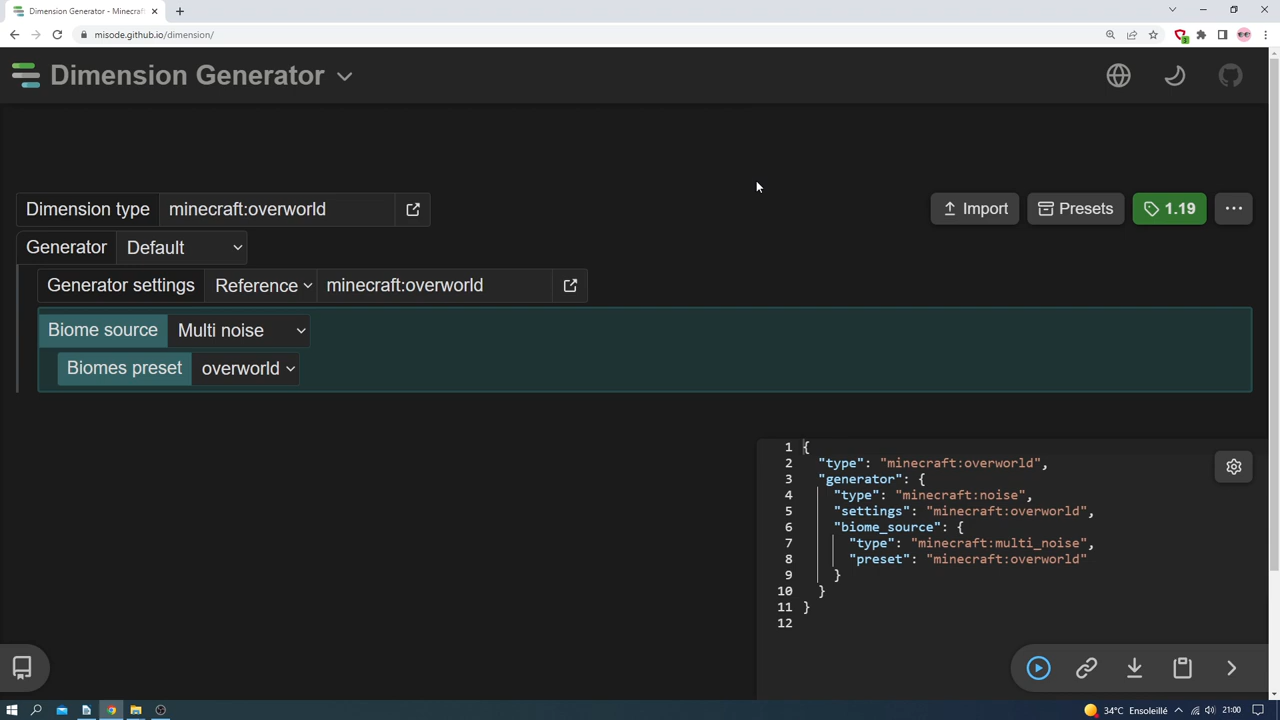 Dimension Generator - Minecraf
misode.github.io/dimension/
3
Dimension Generator
Dimension type minecraft:overworld
Import Presets 1.19
Generator Default
Generator settings Reference minecraft:overworld
Biome source Multi noise
Biomes preset overworld
1 {
2 "type": "minecraft:overworld",
3 "generator": {
4 "type": "minecraft:noise",
5 "settings": "minecraft:overworld",
6 "biome_source": {
7 "type": "minecraft:multi_noise",
8 "preset": "minecraft:overworld"
9 }
10 }
11 }
12
34°C Ensoleillé 21:00